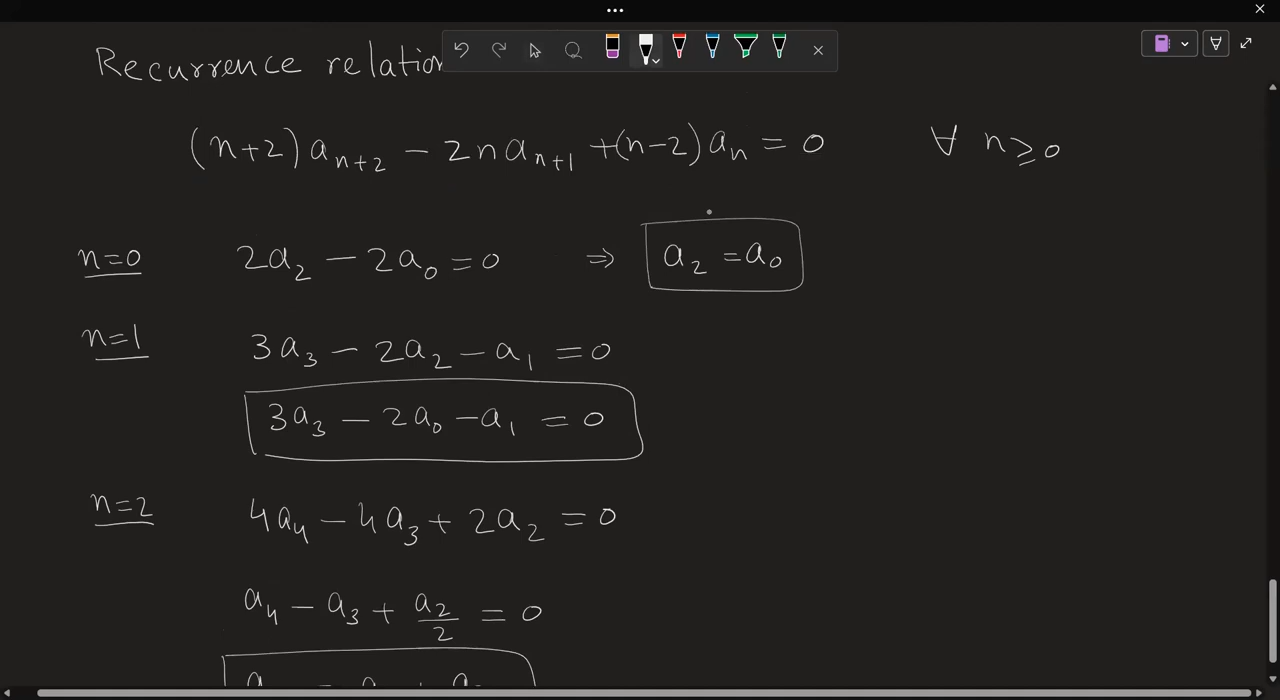 Recurrence relation
(n+2) a_{n+2} - 2n a_{n+1} + (n-2) a_n = 0 ∀ n ≥ 0
n=0 2a_2 - 2a_0 = 0 ⇒ a_2 = a_0
n=1 3a_3 - 2a_2 - a_1 = 0
3a_3 - 2a_0 - a_1 = 0
n=2 4a_4 - 4a_3 + 2a_2 = 0
a_4 - a_3 + a_2/2 = 0